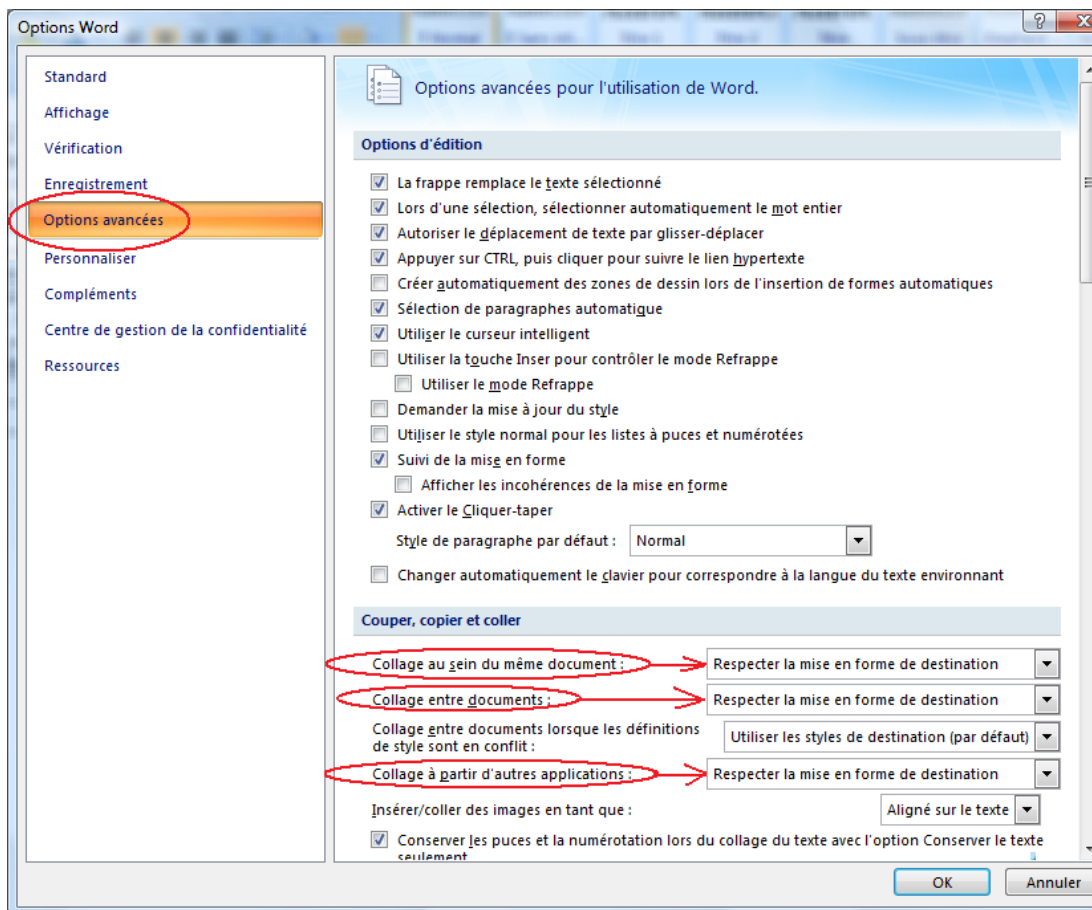 Options Word
Standard
Affichage
Vérification
Enregistrement
Options avancées
Personnaliser
Compléments
Centre de gestion de la confidentialité
Ressources
Options avancées pour l'utilisation de Word.
Options d'édition
La frappe remplace le texte sélectionné
Lors d'une sélection, sélectionner automatiquement le mot entier
Autoriser le déplacement de texte par glisser-déplacer
Appuyer sur CTRL, puis cliquer pour suivre le lien hypertexte
Créer automatiquement des zones de dessin lors de l'insertion de formes automatiques
Sélection de paragraphes automatique
Utiliser le curseur intelligent
Utiliser la touche Inser pour contrôler le mode Refrappe
Utiliser le mode Refrappe
Demander la mise à jour du style
Utiliser le style normal pour les listes à puces et numérotées
Suivi de la mise en forme
Afficher les incohérences de la mise en forme
Activer le Cliquer-taper
Style de paragraphe par défaut : Normal
Changer automatiquement le clavier pour correspondre à la langue du texte environnant
Couper, copier et coller
Collage au sein du même document : Respecter la mise en forme de destination
Collage entre documents : Respecter la mise en forme de destination
Collage entre documents lorsque les définitions
de style sont en conflit : Utiliser les styles de destination (par défaut)
Collage à partir d'autres applications : Respecter la mise en forme de destination
Insérer/coller des images en tant que : Aligné sur le texte
Conserver les puces et la numérotation lors du collage du texte avec l'option Conserver le texte
seulement
OK Annuler